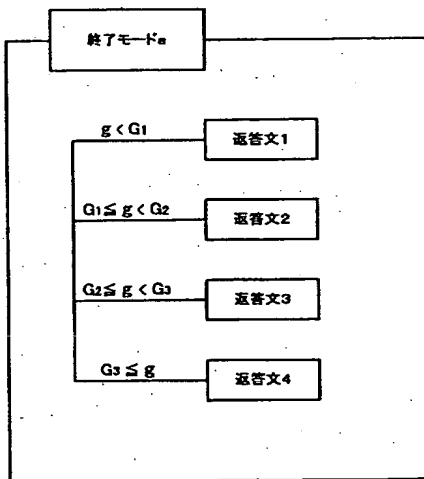 終了モードa
g < G1
返答文1
G1 ≦ g < G2
返答文2
G2 ≦ g < G3
返答文3
G3 ≦ g
返答文4